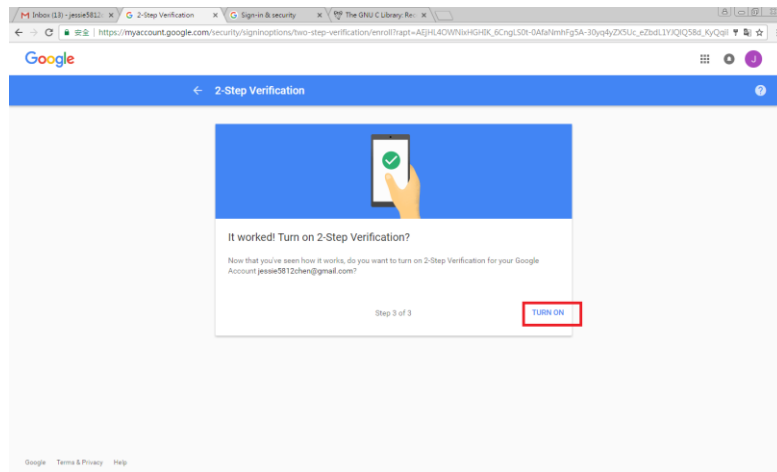 Inbox (13) - jessie5812
2-Step Verification
Sign-in & security
The GNU C Library: Re
安全 | https://myaccount.google.com/security/signinoptions/two-step-verification/enroll?rapt=
Google
J
2-Step Verification
It worked! Turn on 2-Step Verification?
Now that you've seen how it works, do you want to turn on 2-Step Verification for your Google
Account jessie5812chen@gmail.com?
Step 3 of 3
TURN ON
Google Terms & Privacy Help